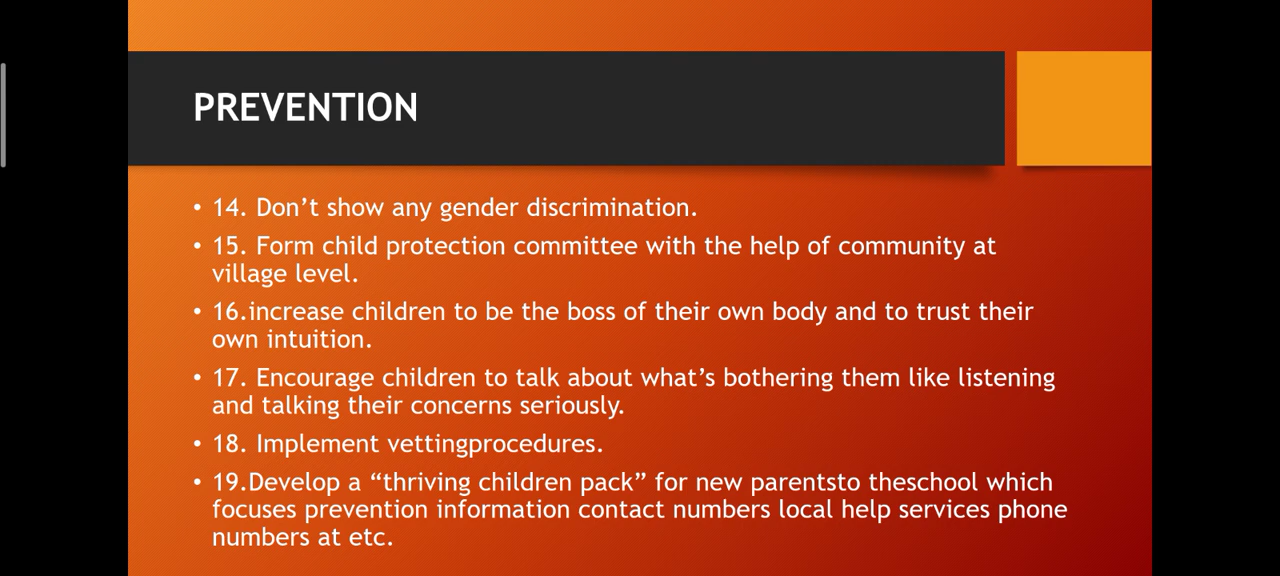 PREVENTION
• 14. Don’t show any gender discrimination.
• 15. Form child protection committee with the help of community at
village level.
• 16.increase children to be the boss of their own body and to trust their
own intuition.
• 17. Encourage children to talk about what’s bothering them like listening
and talking their concerns seriously.
• 18. Implement vettingprocedures.
• 19.Develop a “thriving children pack” for new parentsto theschool which
focuses prevention information contact numbers local help services phone
numbers at etc.